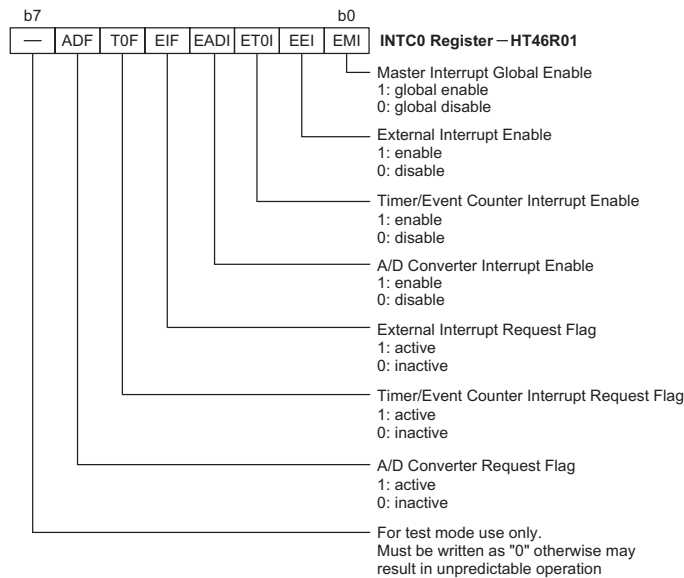 b7 b0
— ADF T0F EIF EADI ET0I EEI EMI INTC0 Register — HT46R01
Master Interrupt Global Enable
1: global enable
0: global disable
External Interrupt Enable
1: enable
0: disable
Timer/Event Counter Interrupt Enable
1: enable
0: disable
A/D Converter Interrupt Enable
1: enable
0: disable
External Interrupt Request Flag
1: active
0: inactive
Timer/Event Counter Interrupt Request Flag
1: active
0: inactive
A/D Converter Request Flag
1: active
0: inactive
For test mode use only.
Must be written as "0" otherwise may
result in unpredictable operation